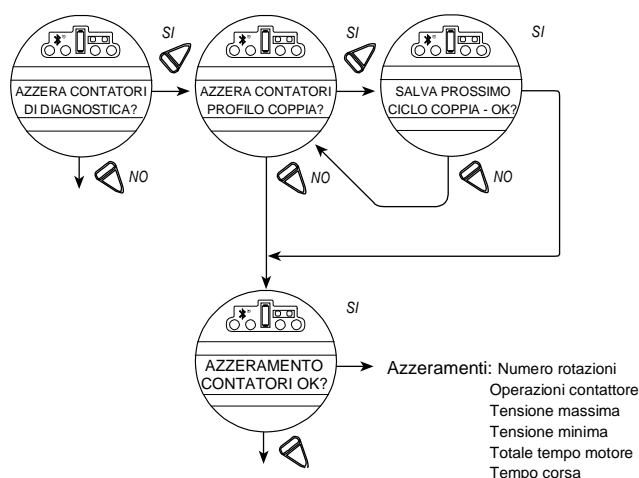 SI
SI
SI
AZZERA CONTATORI
DI DIAGNOSTICA?
AZZERA CONTATORI
PROFILO COPPIA?
SALVA PROSSIMO
CICLO COPPIA - OK?
NO
NO
NO
SI
AZZERAMENTO
CONTATORI OK?
Azzeramenti: Numero rotazioni
Operazioni contattore
Tensione massima
Tensione minima
Totale tempo motore
Tempo corsa